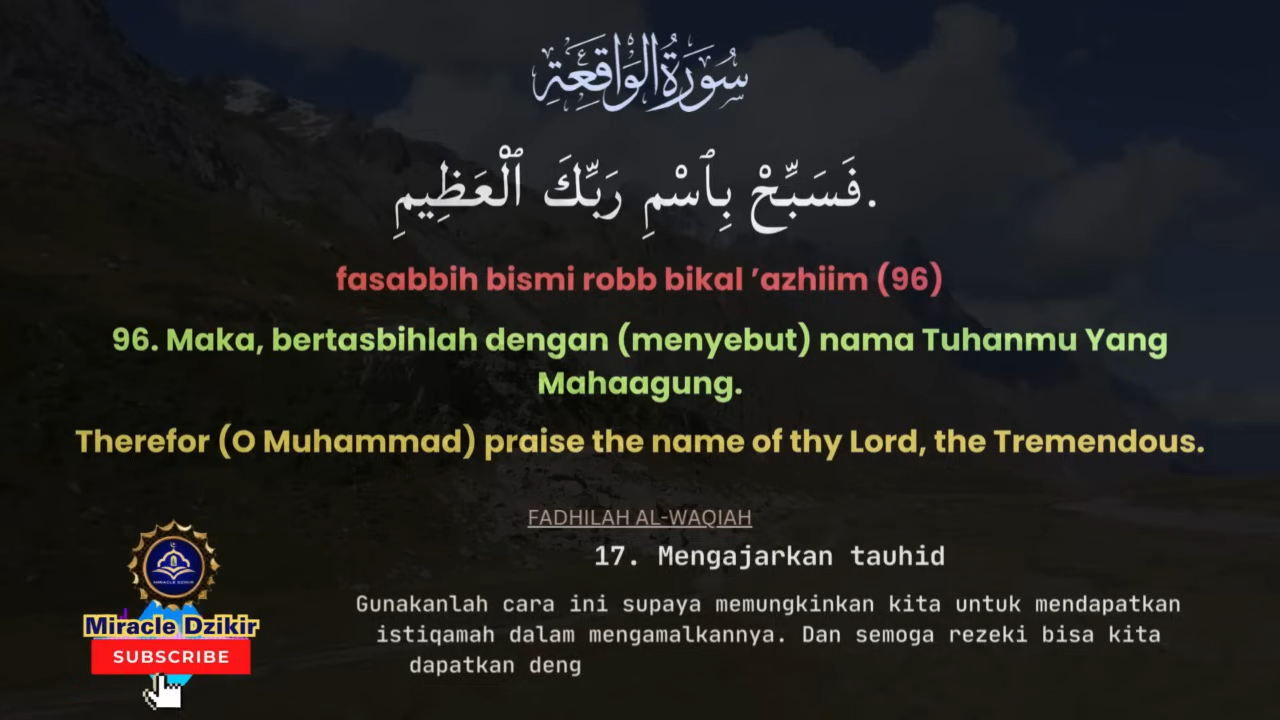 سُورَةُ الْوَاقِعَةِ
فَسَبِّحْ بِٱسْمِ رَبِّكَ ٱلْعَظِيمِ.
fasabbih bismi robb bikal ’azhiim (96)
96. Maka, bertasbihlah dengan (menyebut) nama Tuhanmu Yang
Mahaagung.
Therefor (O Muhammad) praise the name of thy Lord, the Tremendous.
FADHILAH AL-WAQIAH
17. Mengajarkan tauhid
Gunakanlah cara ini supaya memungkinkan kita untuk mendapatkan
istiqamah dalam mengamalkannya. Dan semoga rezeki bisa kita
dapatkan deng
MIRACLE DZIKIR
Miracle Dzikir
SUBSCRIBE